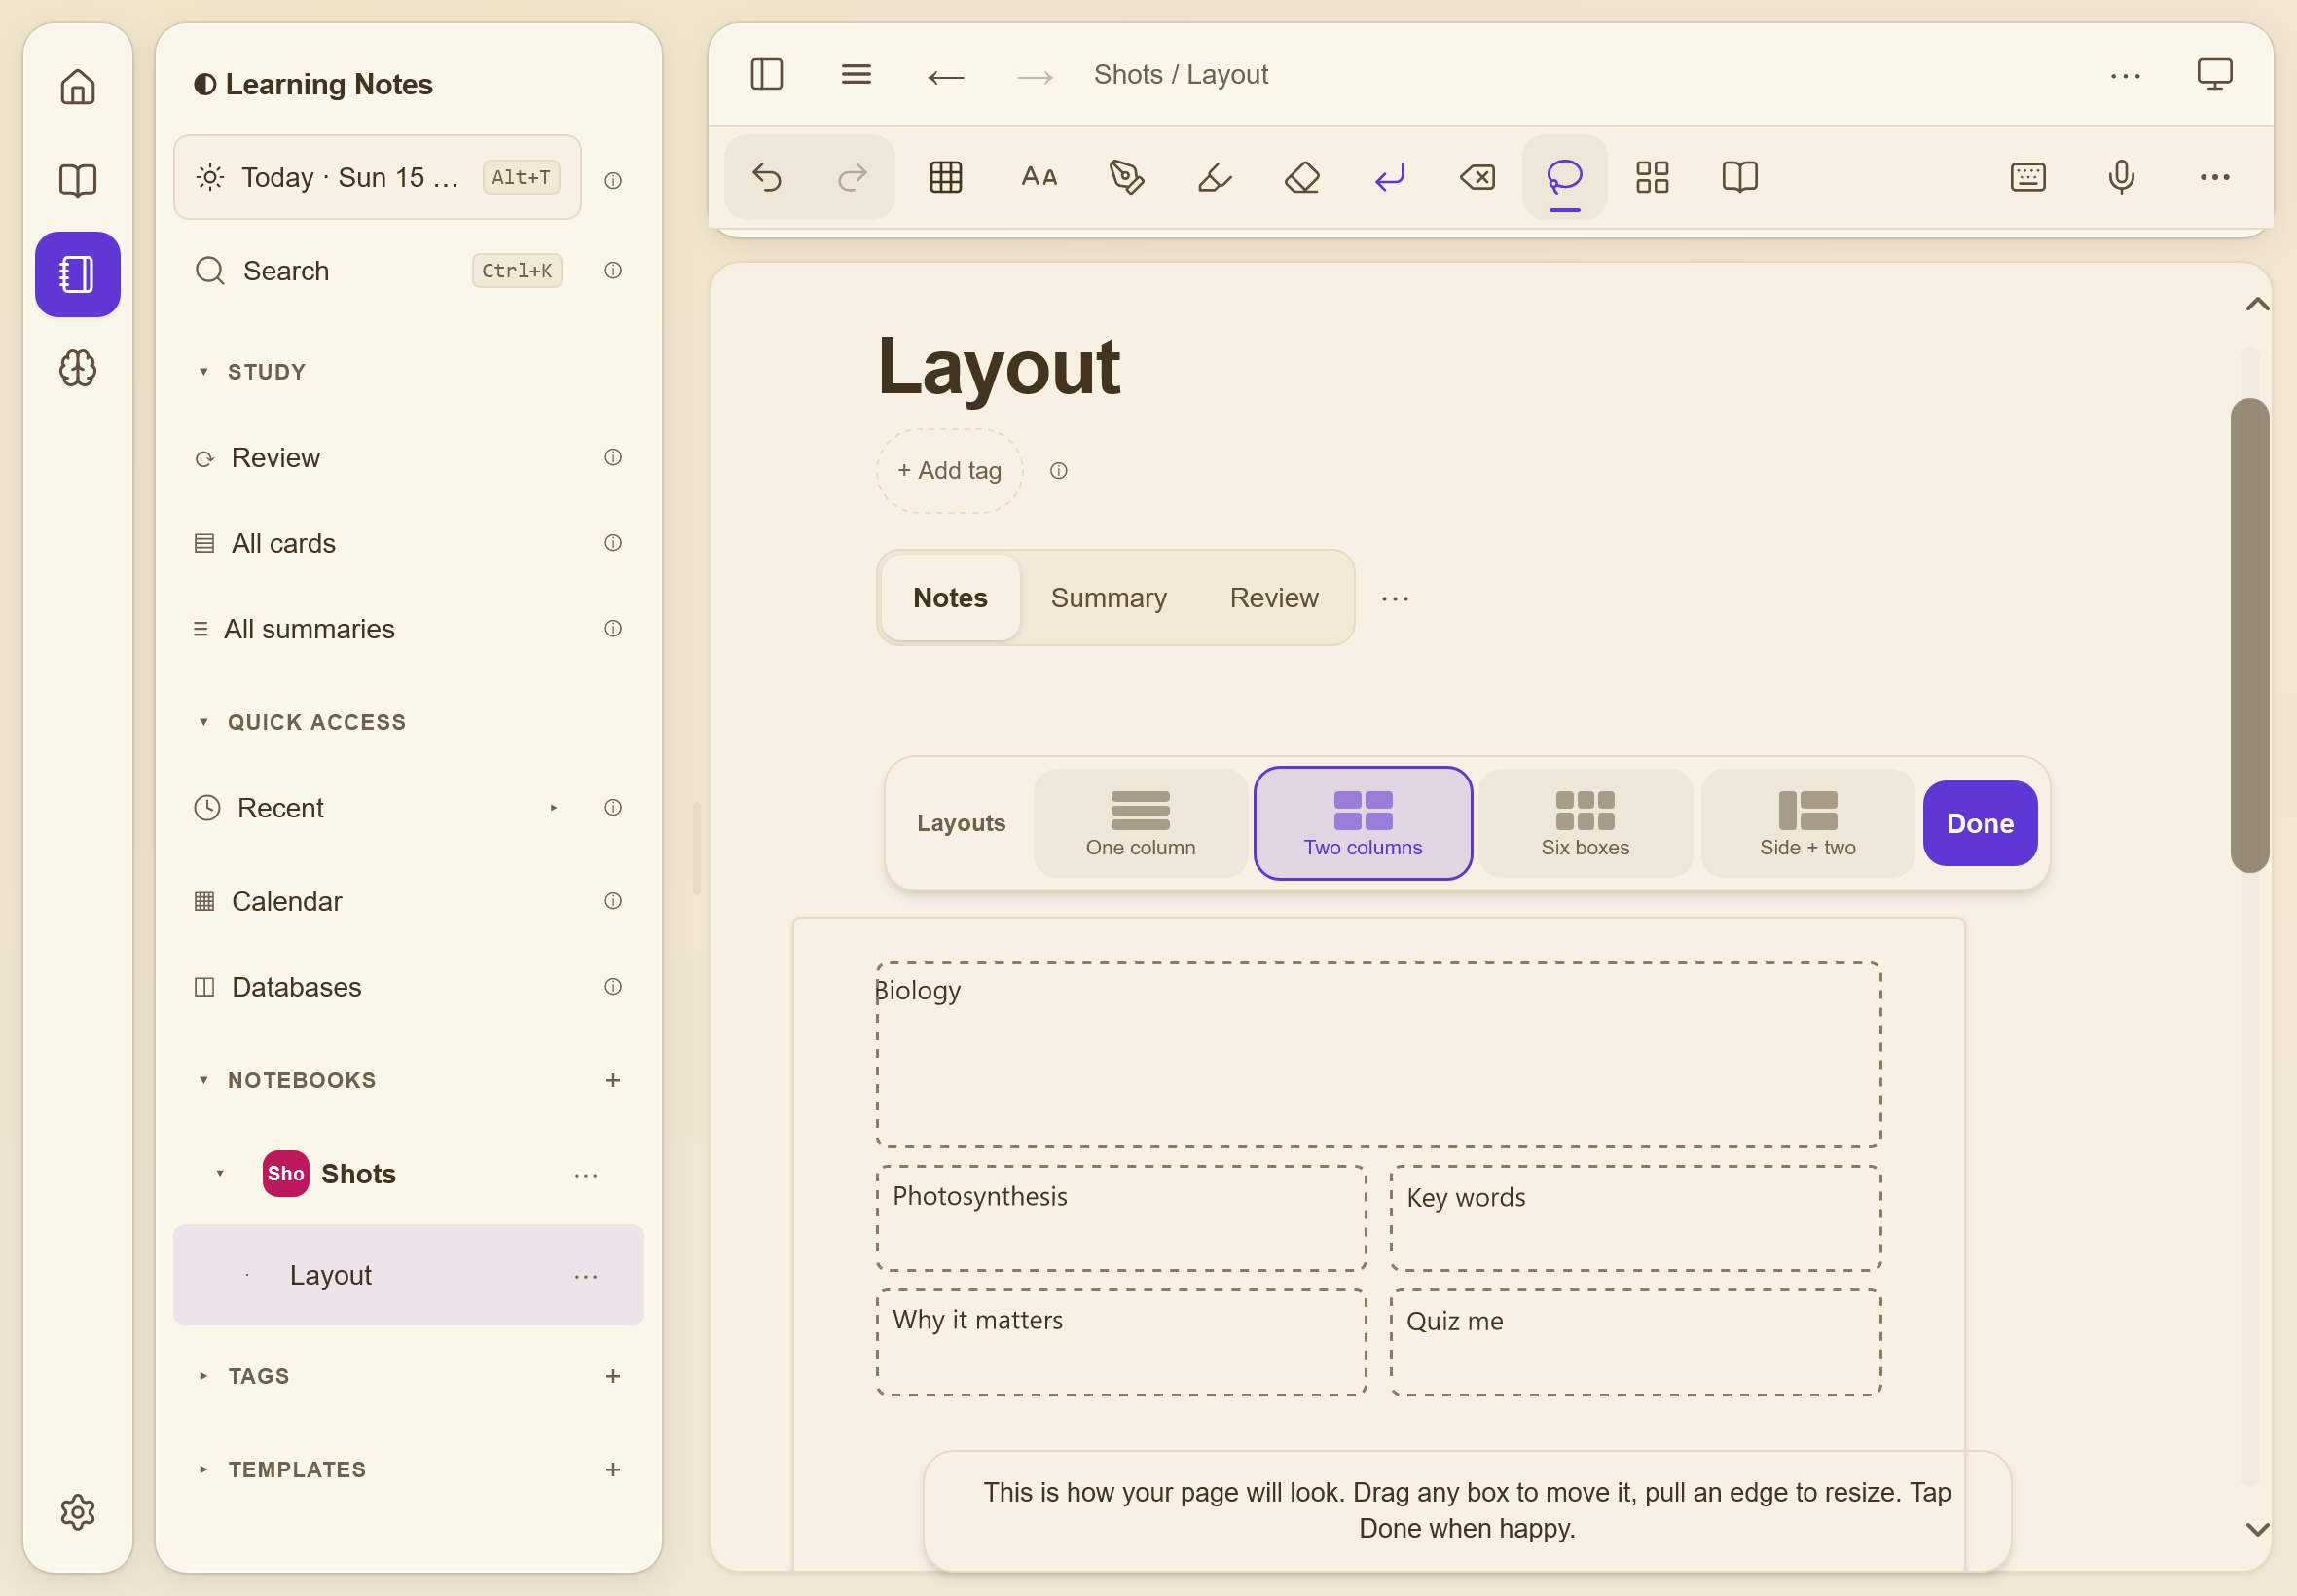 Learning Notes
Today · Sun 15 ... Alt+T
Search Ctrl+K
STUDY
Review
All cards
All summaries
QUICK ACCESS
Recent
Calendar
Databases
NOTEBOOKS +
Sho Shots ...
Layout ...
TAGS +
TEMPLATES +
Shots / Layout
Layout
+ Add tag
Notes Summary Review ...
Layouts One column Two columns Six boxes Side + two Done
Biology
Photosynthesis Key words
Why it matters Quiz me
This is how your page will look. Drag any box to move it, pull an edge to resize. Tap
Done when happy.